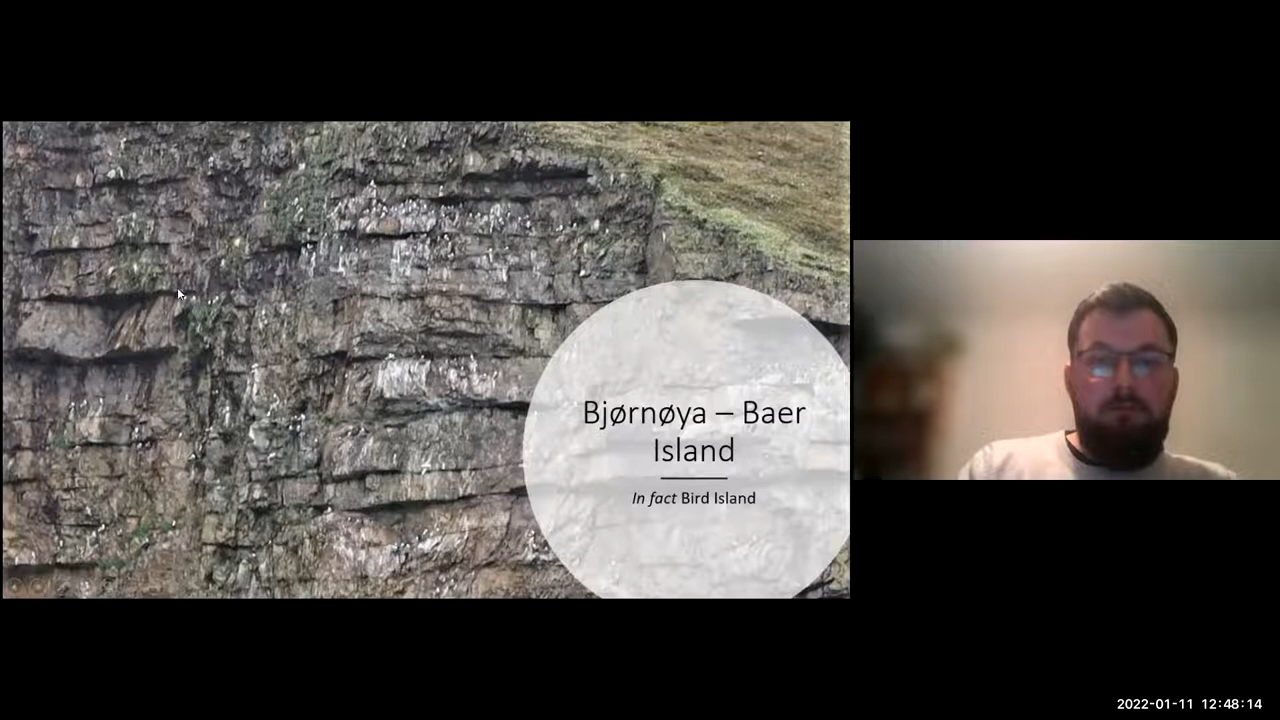 Bjørnøya – Baer
Island
In fact Bird Island
2022-01-11 12:48:14